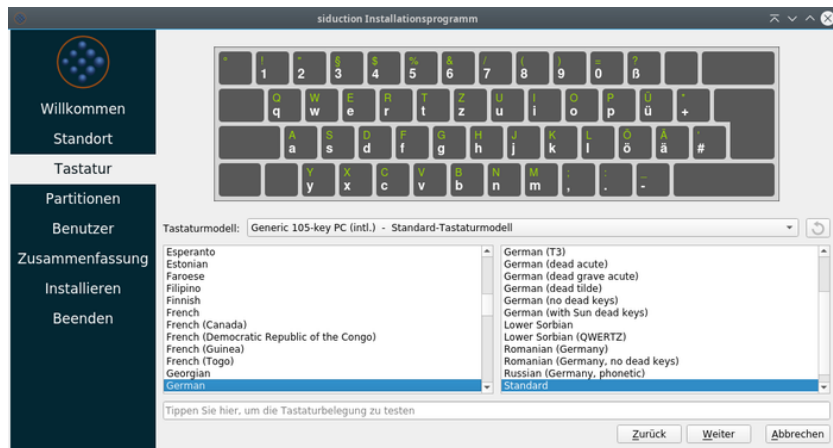 siduction Installationsprogramm
Willkommen
Standort
Tastatur
Partitionen
Benutzer
Zusammenfassung
Installieren
Beenden
° ! " § $ % & / ( ) = ?
1 2 3 4 5 6 7 8 9 0 ß
Q W E R T Z U I O P Ü *
q w e r t z u i o p ü +
A S D F G H J K L Ö Ä '
a s d f g h j k l ö ä #
Y X C V B N M ; : _
y x c v b n m , . -
Tastaturmodell: Generic 105-key PC (intl.) - Standard-Tastaturmodell
Esperanto
Estonian
Faroese
Filipino
Finnish
French
French (Canada)
French (Democratic Republic of the Congo)
French (Guinea)
French (Togo)
Georgian
German
German (T3)
German (dead acute)
German (dead grave acute)
German (dead tilde)
German (no dead keys)
German (with Sun dead keys)
Lower Sorbian
Lower Sorbian (QWERTZ)
Romanian (Germany)
Romanian (Germany, no dead keys)
Russian (Germany, phonetic)
Standard
Tippen Sie hier, um die Tastaturbelegung zu testen
Zurück Weiter Abbrechen